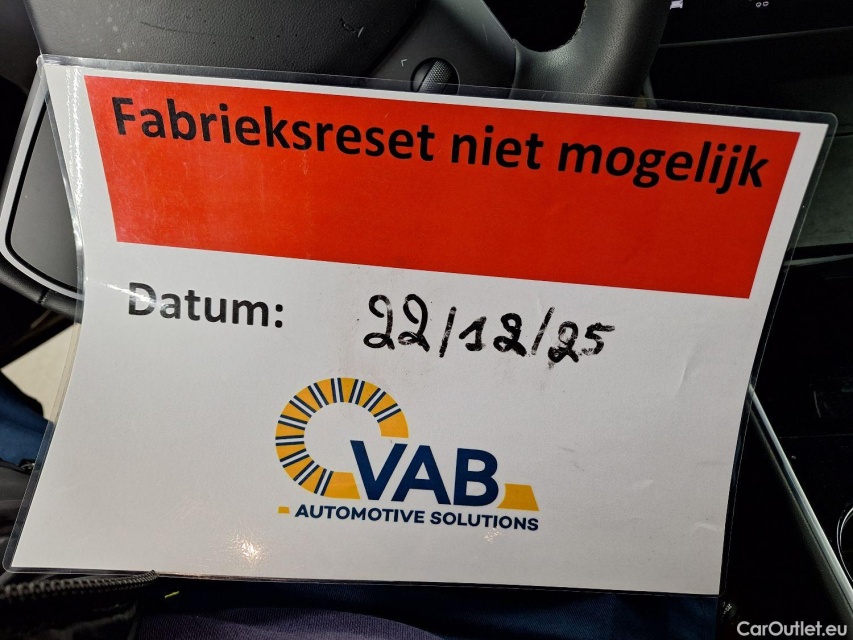 Fabrieksreset niet mogelijk
Datum: 22/12/25
VAB
AUTOMOTIVE SOLUTIONS
CarOutlet.eu